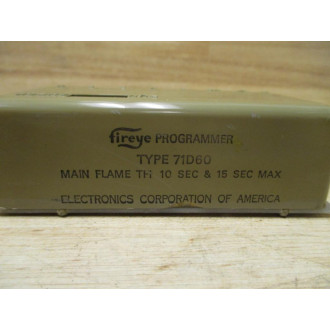 fireye PROGRAMMER
TYPE 71D60
MAIN FLAME TFI 10 SEC & 15 SEC MAX
ELECTRONICS CORPORATION OF AMERICA